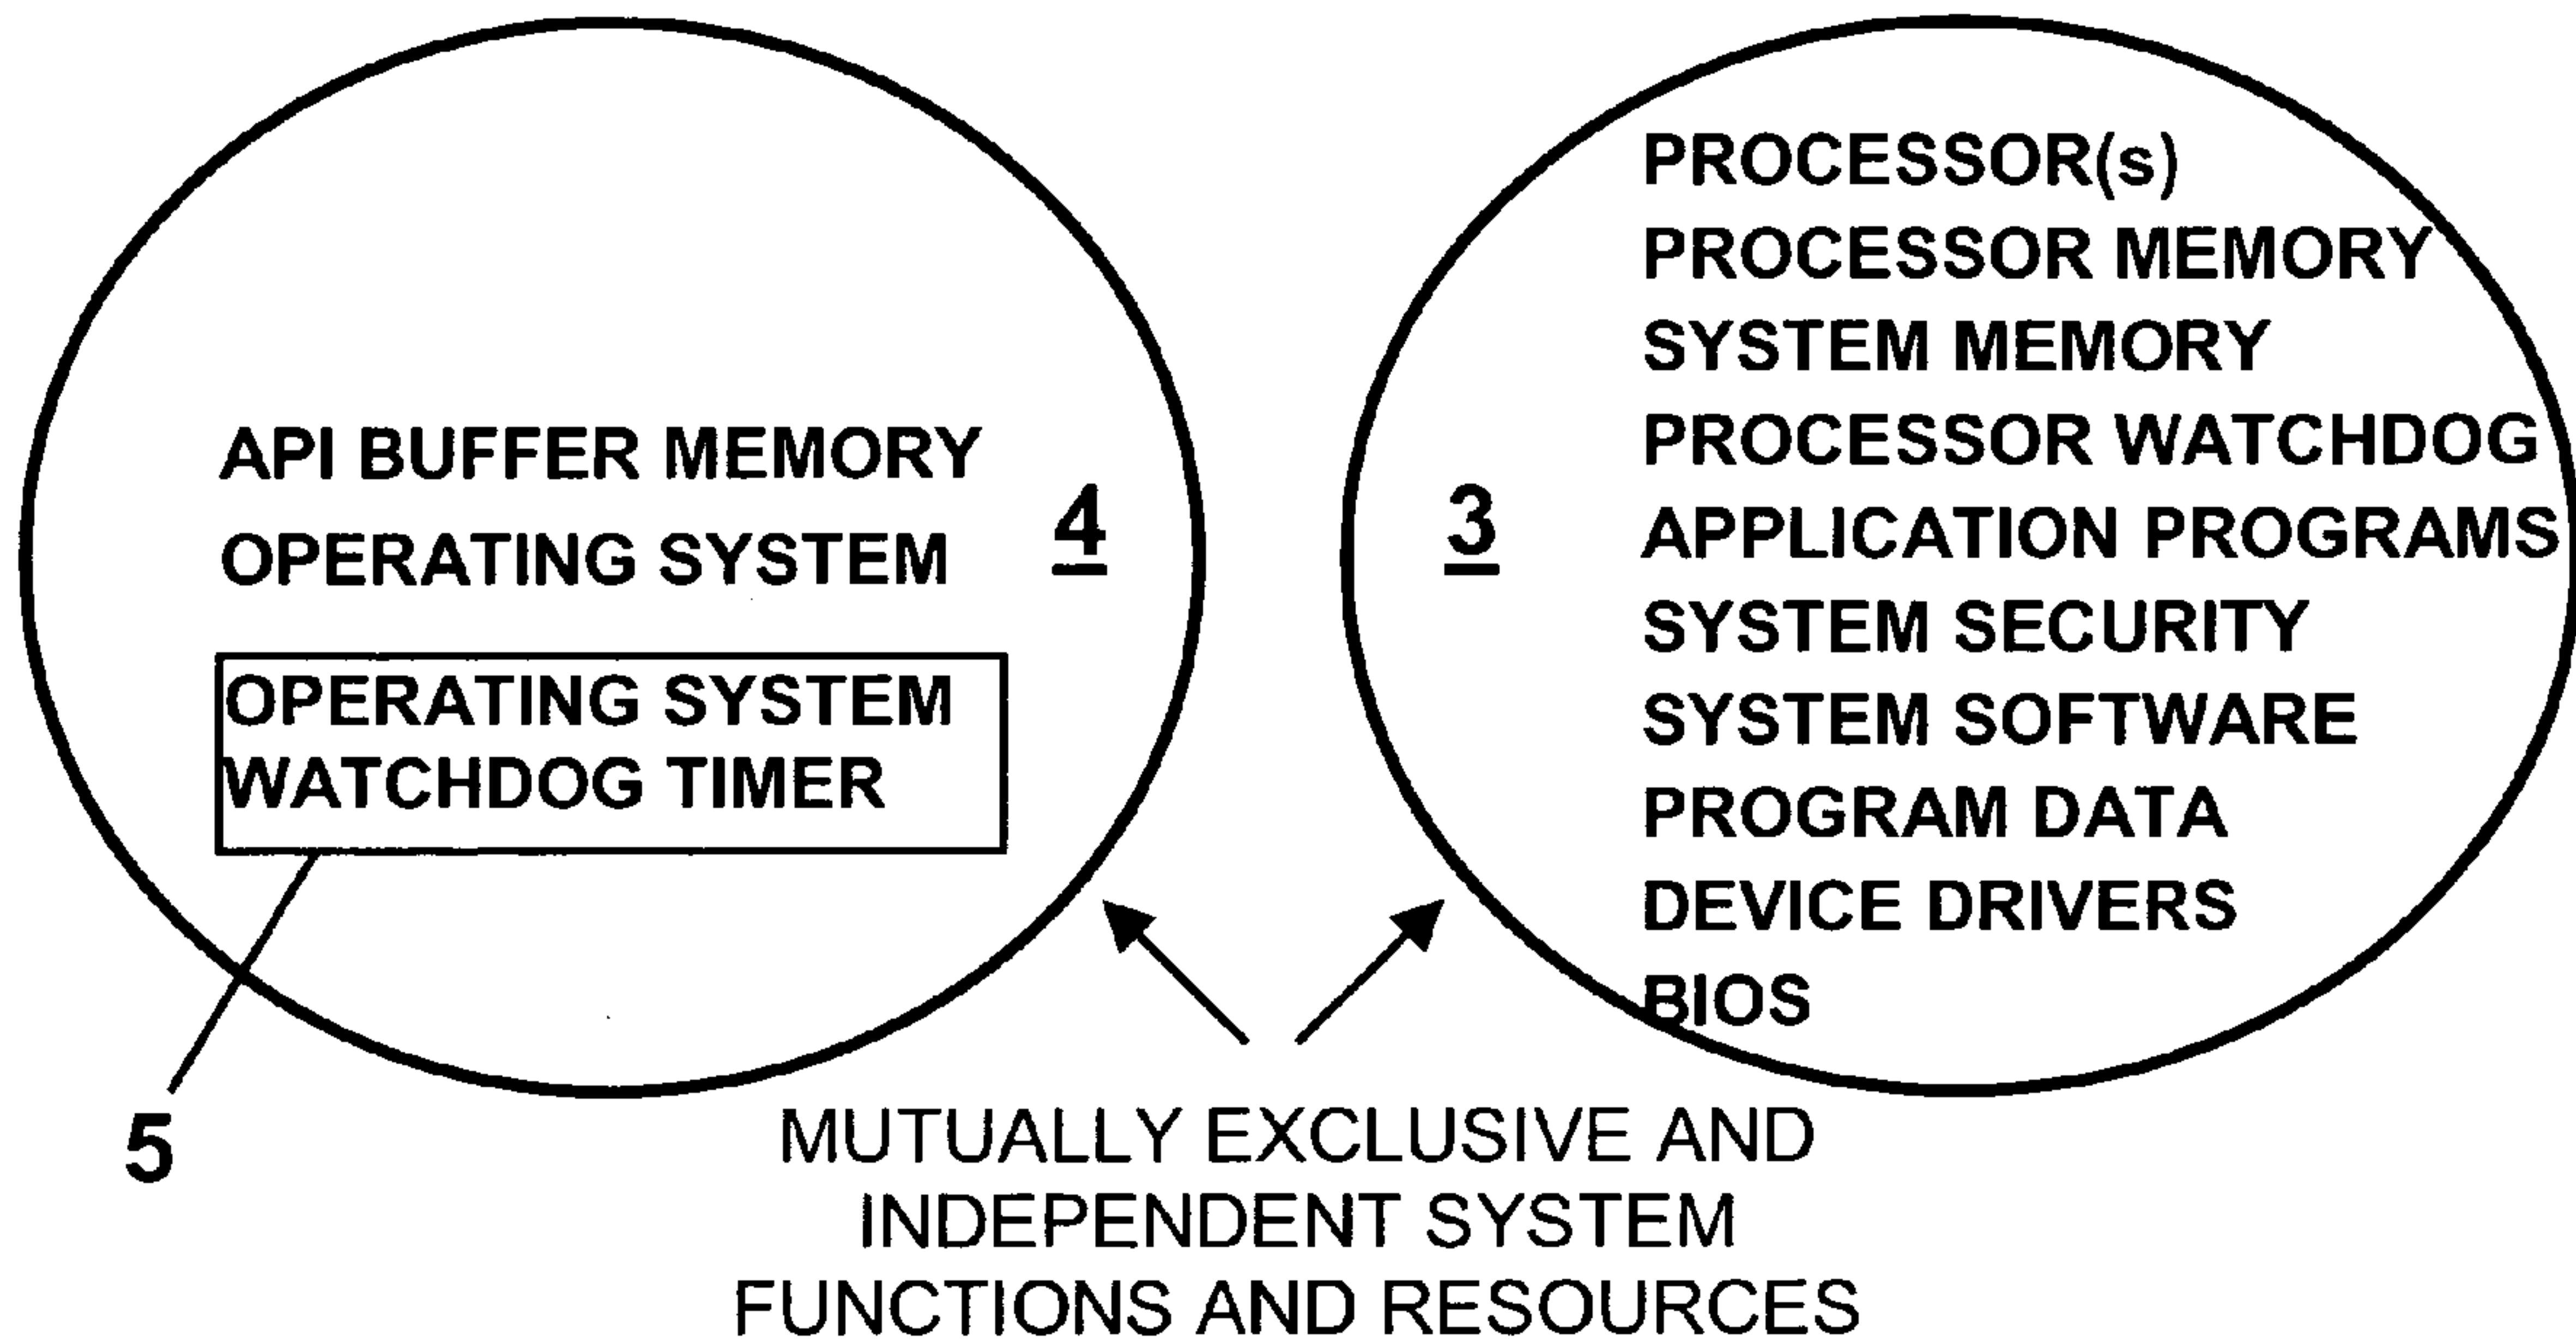 API BUFFER MEMORY
OPERATING SYSTEM
4
OPERATING SYSTEM
WATCHDOG TIMER
5
3
PROCESSOR(s)
PROCESSOR MEMORY
SYSTEM MEMORY
PROCESSOR WATCHDOG
APPLICATION PROGRAMS
SYSTEM SECURITY
SYSTEM SOFTWARE
PROGRAM DATA
DEVICE DRIVERS
BIOS
MUTUALLY EXCLUSIVE AND
INDEPENDENT SYSTEM
FUNCTIONS AND RESOURCES